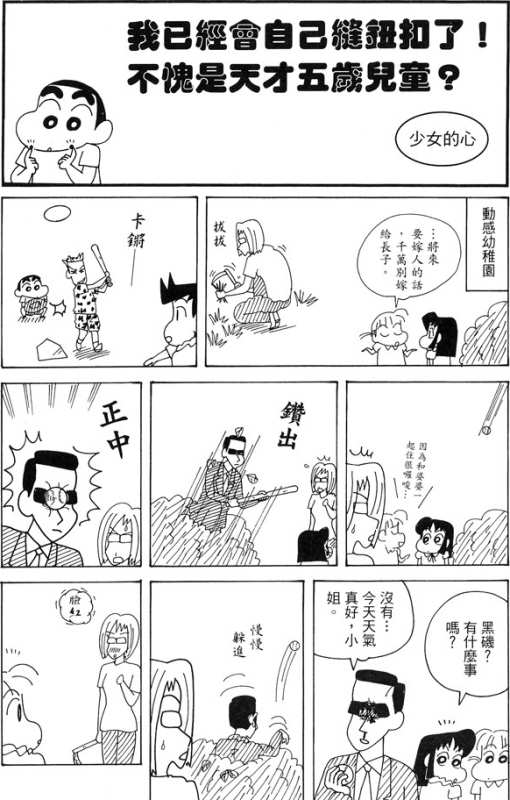 我已經會自己縫鈕扣了！
不愧是天才五歲兒童？
少女的心
動感幼稚園
…將來
要嫁人的話
，千萬別嫁
給長子。
拔拔
卡鏘
因為和婆婆一
起住很囉唆…
鑽出
正中
黑磯？
有什麼事
嗎？
沒有…
今天天氣
真好，小
姐。
慢慢
躲進
臉紅